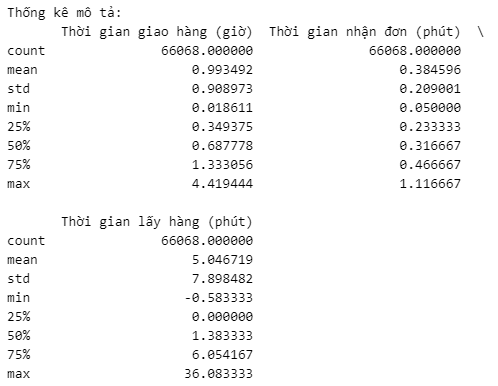 Thống kê mô tả:
       Thời gian giao hàng (giờ)  Thời gian nhận đơn (phút)  \
count               66068.000000               66068.000000
mean                    0.993492                   0.384596
std                     0.908973                   0.209001
min                     0.018611                   0.050000
25%                     0.349375                   0.233333
50%                     0.687778                   0.316667
75%                     1.333056                   0.466667
max                     4.419444                   1.116667

       Thời gian lấy hàng (phút)
count               66068.000000
mean                    5.046719
std                     7.898482
min                    -0.583333
25%                     0.000000
50%                     1.383333
75%                     6.054167
max                    36.083333